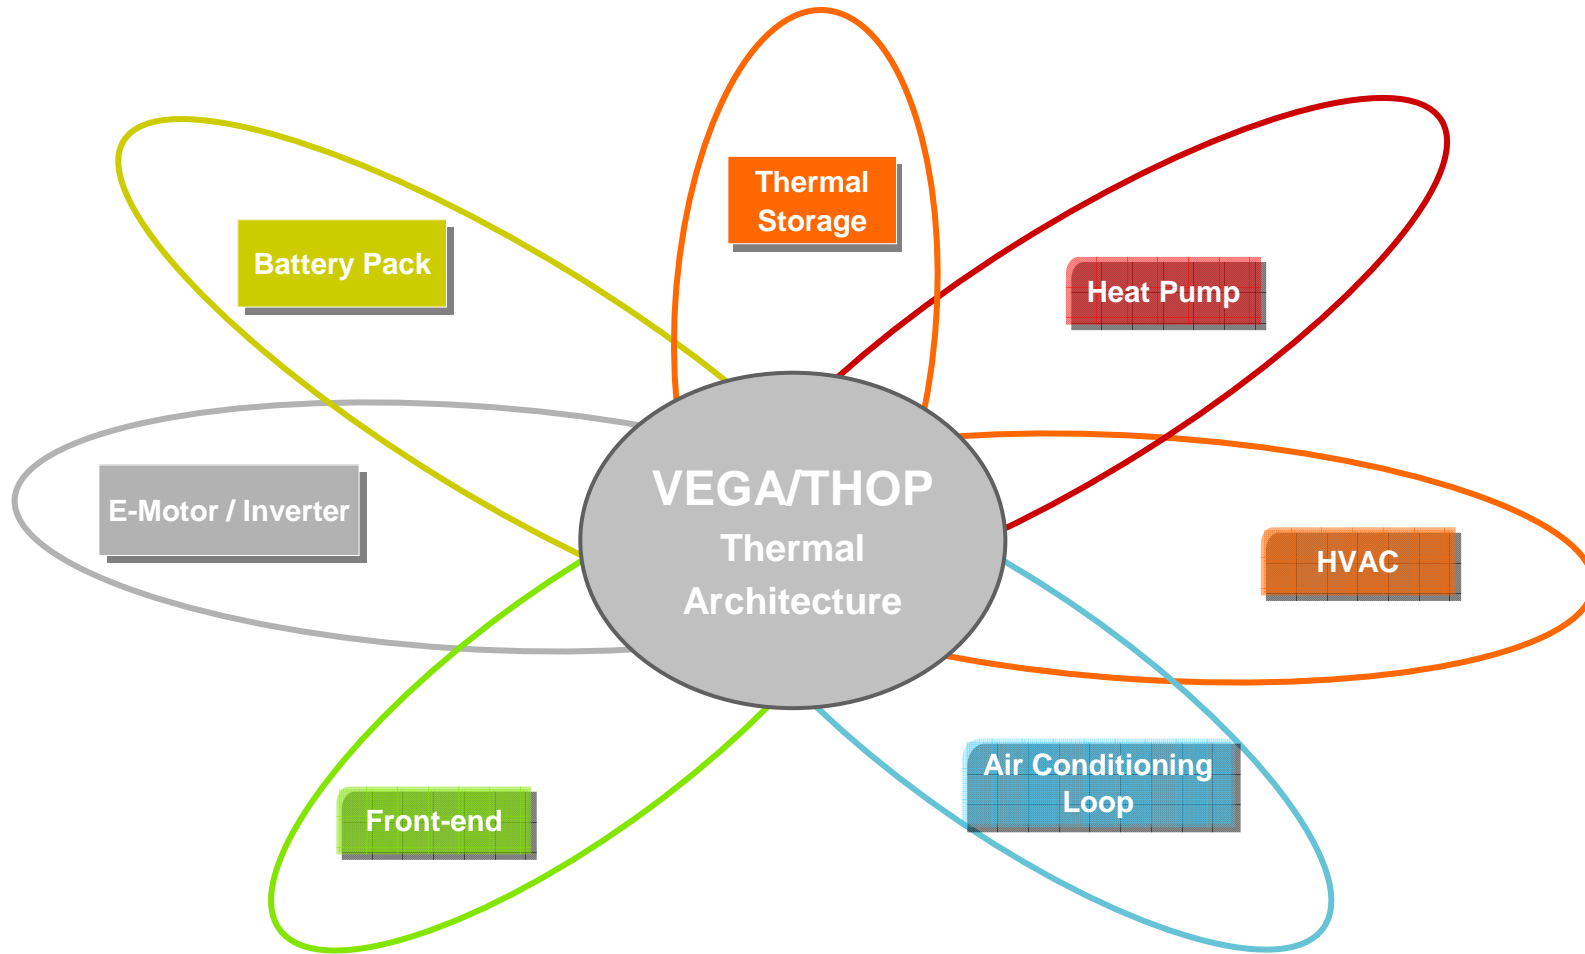 Thermal
Storage
Battery Pack
Heat Pump
VEGA/THOP
Thermal
Architecture
E-Motor / Inverter
HVAC
Air Conditioning
Loop
Front-end